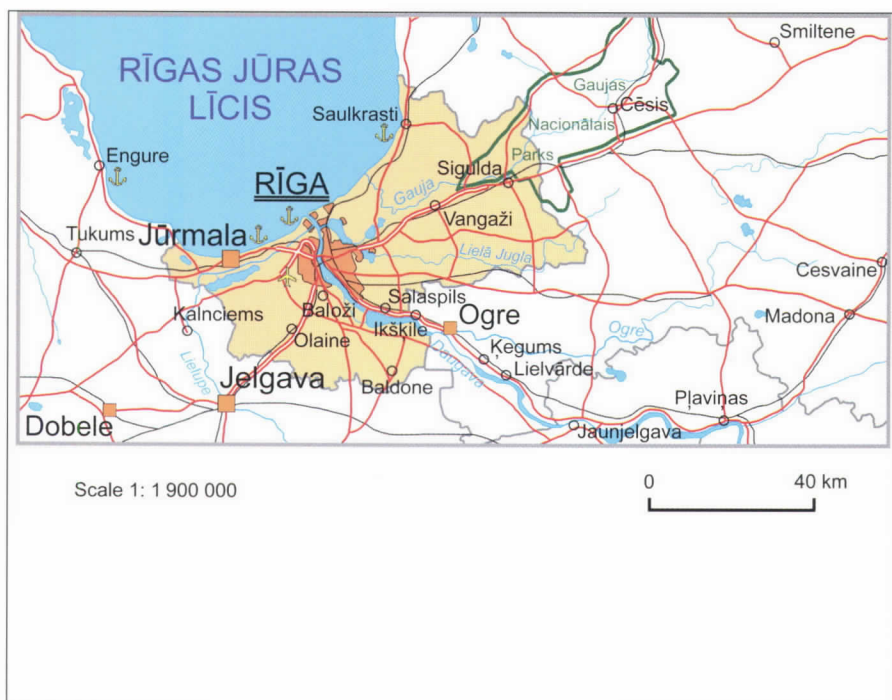 Smiltene
RĪGAS JŪRAS
LĪCIS
Gaujas
Cēsis
Saulkrasti
Nacionālais
Engure
Parks
Sigulda
RĪGA
Gauja
Vangaži
Tukums
Jūrmala
Lielā Jugla
Cesvaine
Kalnciems
Baloži
Salaspils
Ogre
Madona
Olaine
Ikšķile
Ogre
Ķegums
Lielupe
Daugava
Lielvārde
Jelgava
Baldone
Pļaviņas
Dobele
Jaunjelgava
Scale 1: 1 900 000
0
40 km